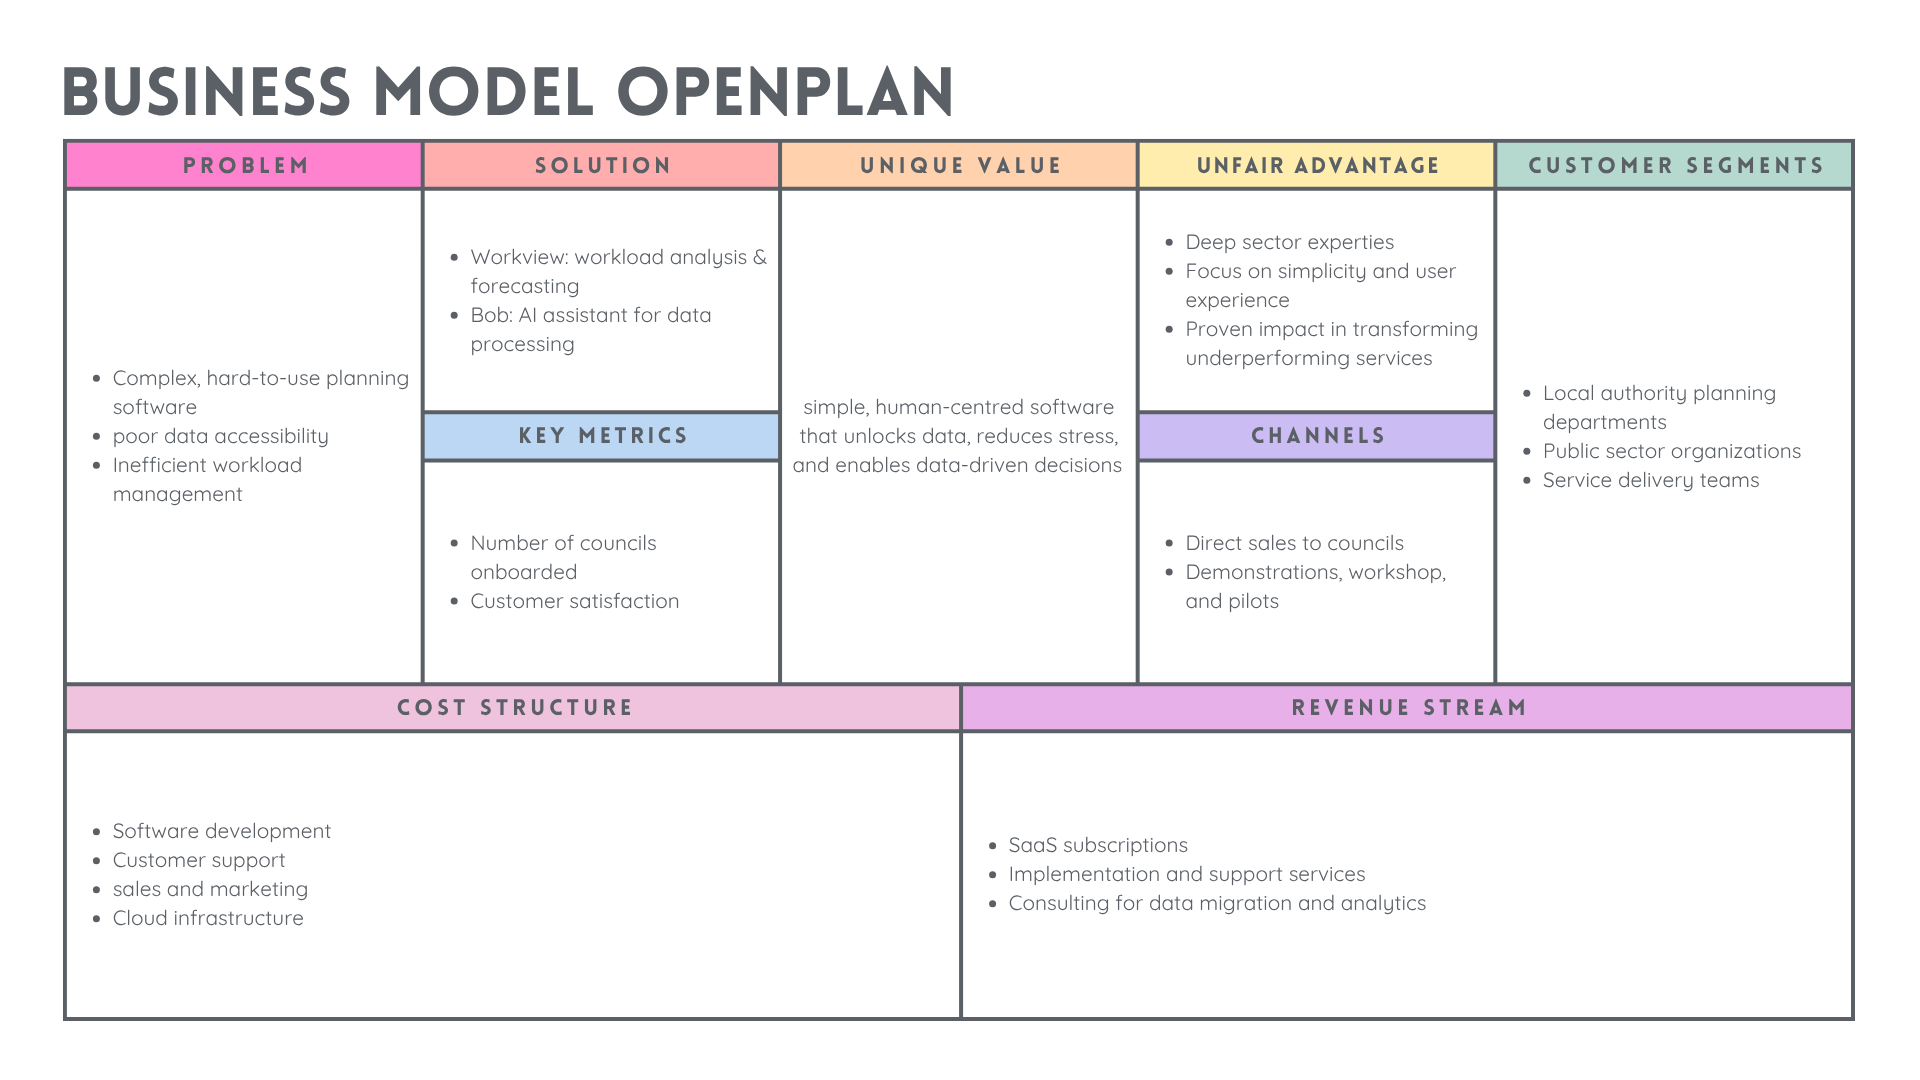 BUSINESS MODEL OPENPLAN
PROBLEM
Complex, hard-to-use planning
software
poor data accessibility
Inefficient workload
management
SOLUTION
Workview: workload analysis &
forecasting
Bob: AI assistant for data
processing
KEY METRICS
Number of councils
onboarded
Customer satisfaction
UNIQUE VALUE
simple, human-centred software
that unlocks data, reduces stress,
and enables data-driven decisions
UNFAIR ADVANTAGE
Deep sector experties
Focus on simplicity and user
experience
Proven impact in transforming
underperforming services
CHANNELS
Direct sales to councils
Demonstrations, workshop,
and pilots
CUSTOMER SEGMENTS
Local authority planning
departments
Public sector organizations
Service delivery teams
COST STRUCTURE
Software development
Customer support
sales and marketing
Cloud infrastructure
REVENUE STREAM
SaaS subscriptions
Implementation and support services
Consulting for data migration and analytics